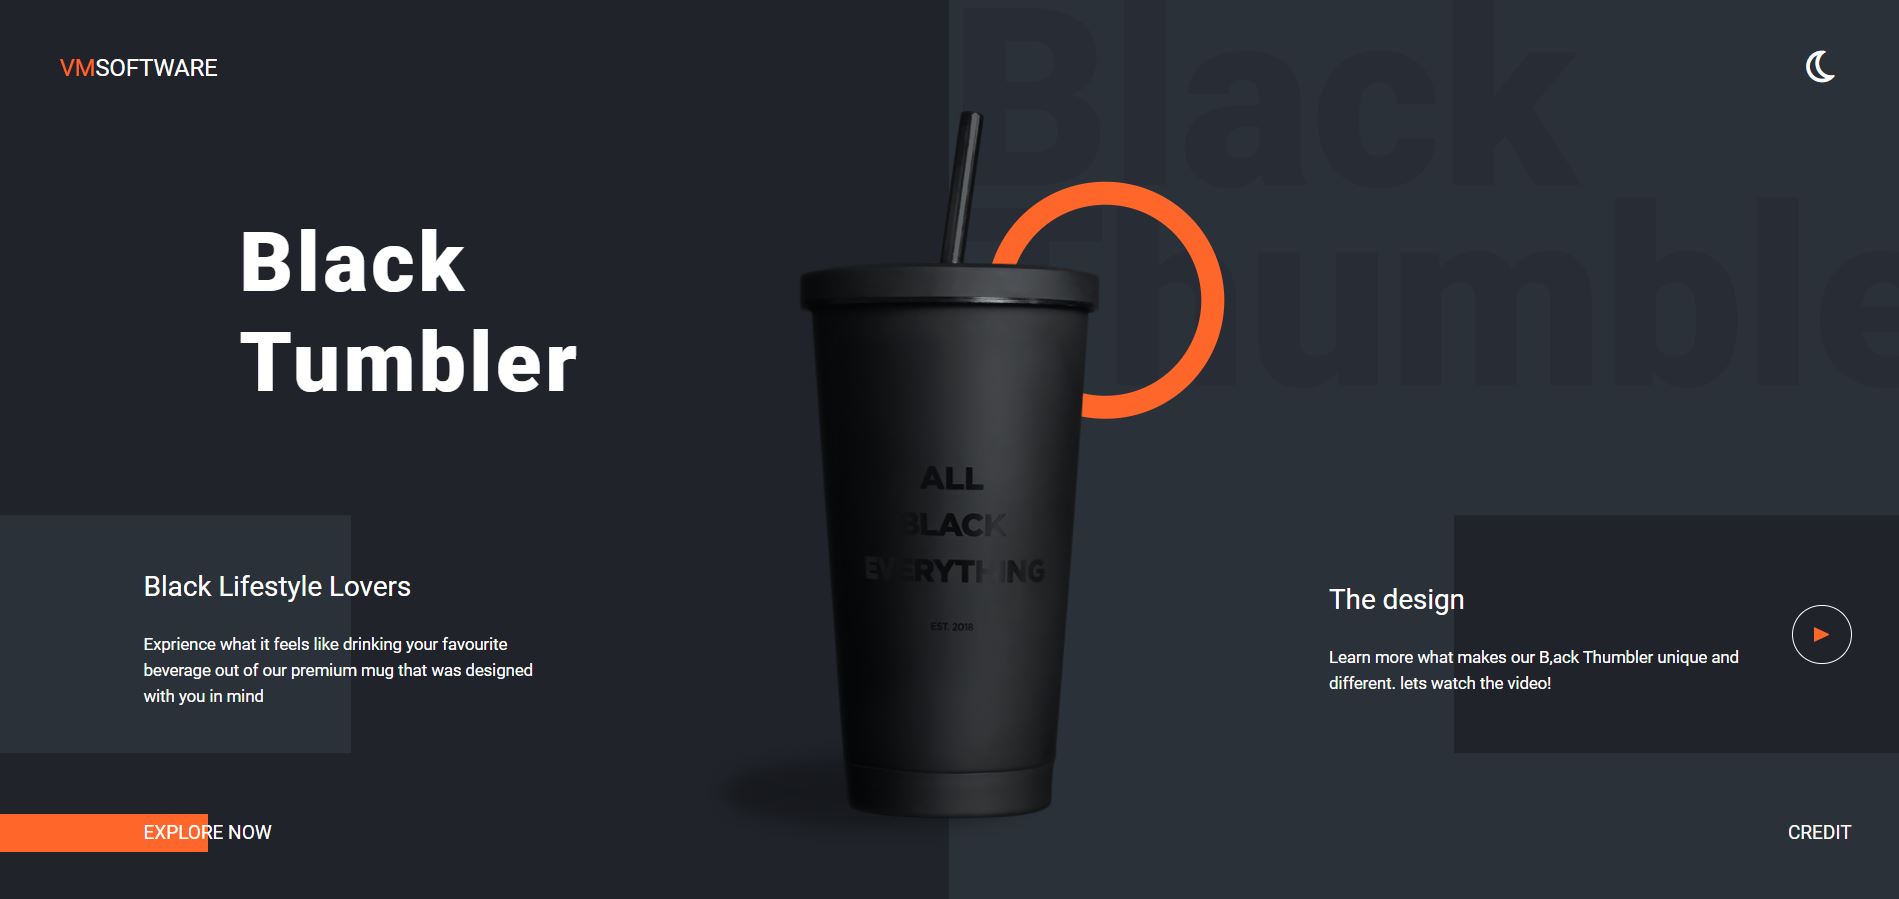 VMSOFTWARE
Black
Thumble
Black
Tumbler
ALL
BLACK
EVERYTHING
EST. 2018
Black Lifestyle Lovers
Exprience what it feels like drinking your favourite
beverage out of our premium mug that was designed
with you in mind
The design
Learn more what makes our B,ack Thumbler unique and
different. lets watch the video!
EXPLORE NOW
CREDIT